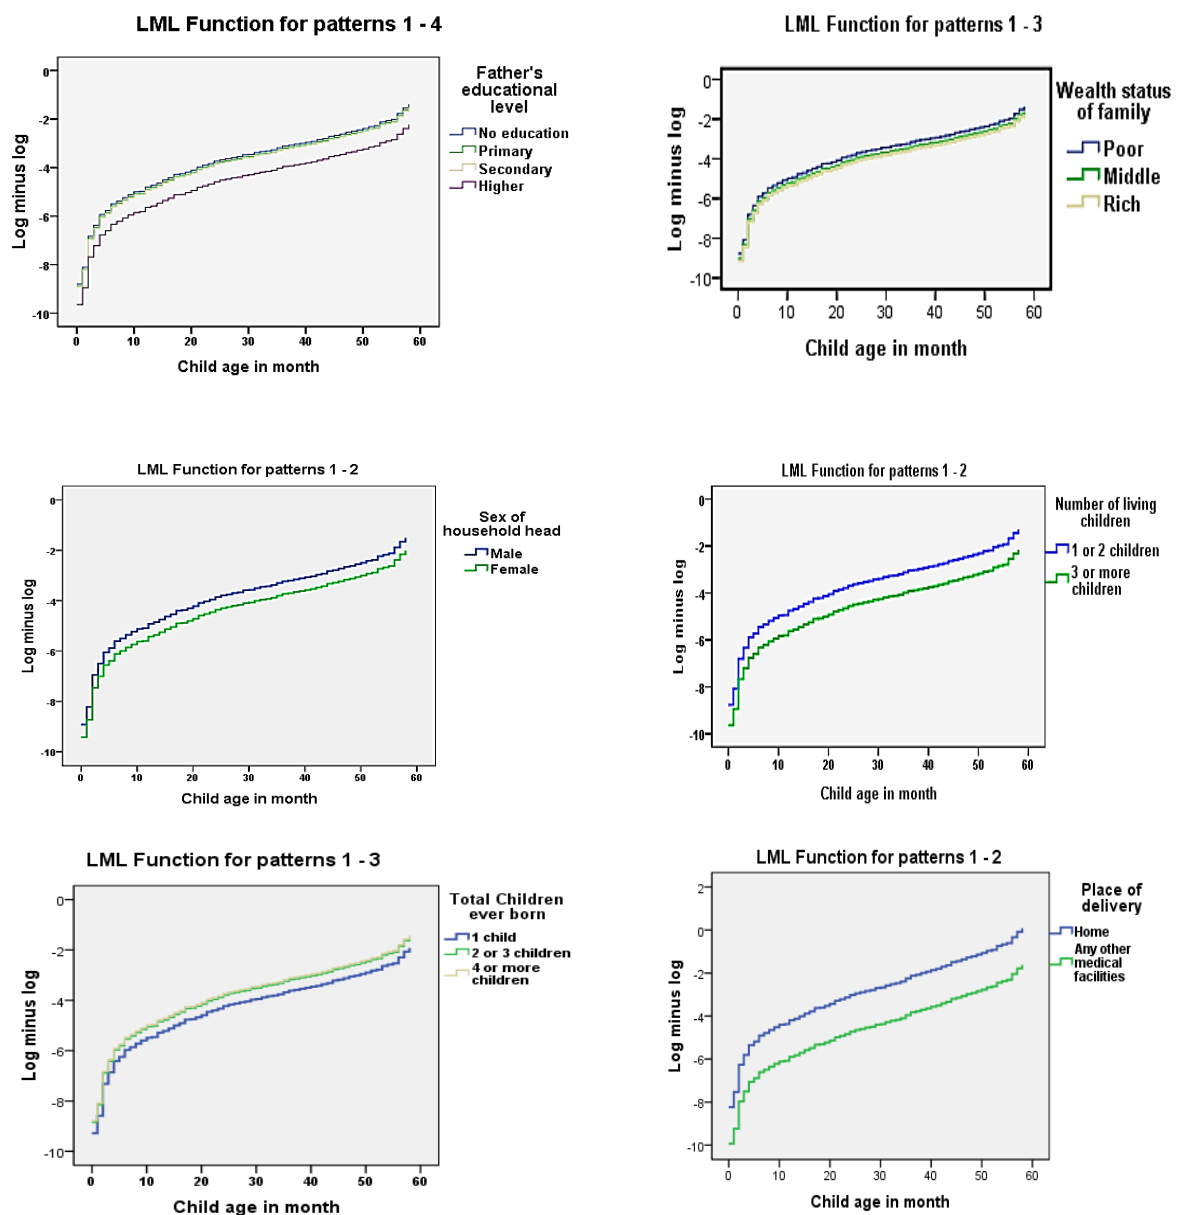 LML Function for patterns 1 - 4
0
-2
-4
-6
-8
-10
Log minus log
0 10 20 30 40 50 60
Child age in month
Father's
educational
level
No education
Primary
Secondary
Higher
LML Function for patterns 1 - 3
0
-2
-4
-6
-8
-10
Log minus log
0 10 20 30 40 50 60
Child age in month
Wealth status
of family
Poor
Middle
Rich
LML Function for patterns 1 - 2
0
-2
-4
-6
-8
-10
Log minus log
0 10 20 30 40 50 60
Child age in month
Sex of
household head
Male
Female
LML Function for patterns 1 - 2
0
-2
-4
-6
-8
-10
Log minus log
0 10 20 30 40 50 60
Child age in month
Number of living
children
1 or 2 children
3 or more
children
LML Function for patterns 1 - 3
0
-2
-4
-6
-8
-10
Log minus log
0 10 20 30 40 50 60
Child age in month
Total Children
ever born
1 child
2 or 3 children
4 or more
children
LML Function for patterns 1 - 2
2
0
-2
-4
-6
-8
-10
Log minus log
0 10 20 30 40 50 60
Child age in month
Place of
delivery
Home
Any other
medical
facilities